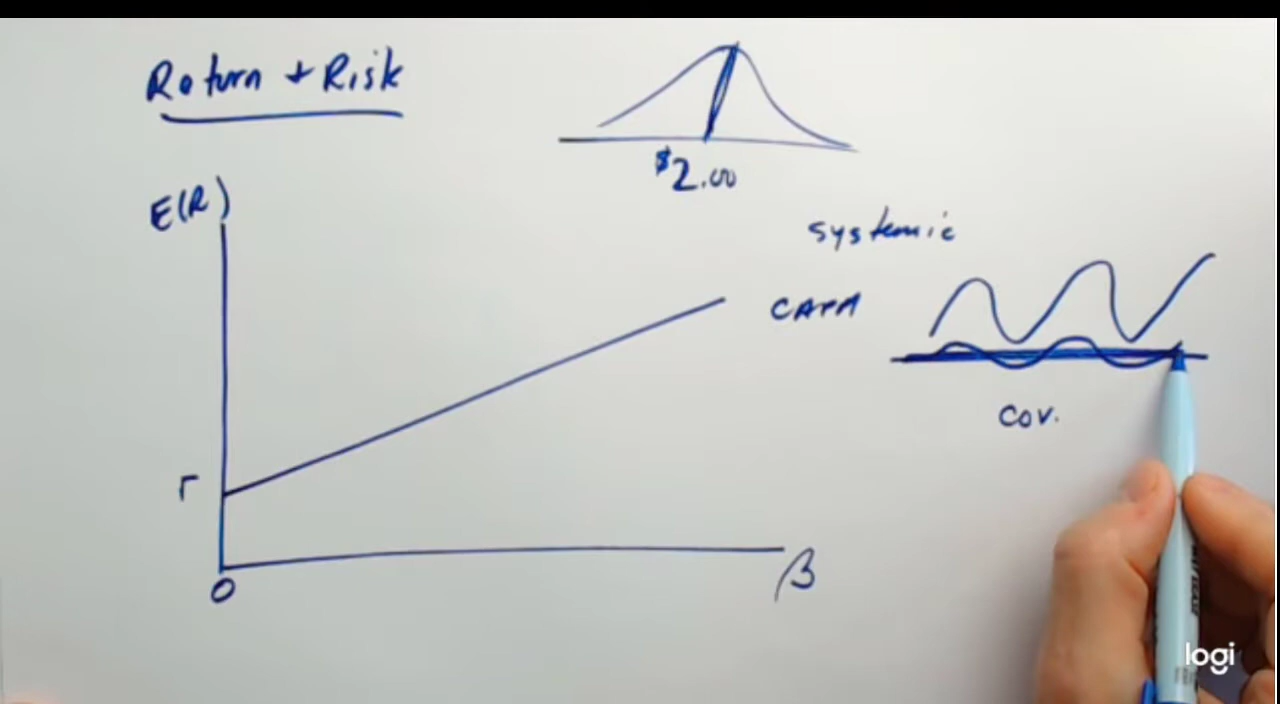 Return + Risk
$2.00
E(R)
systemic
CAPM
cov.
r
0
β
logi